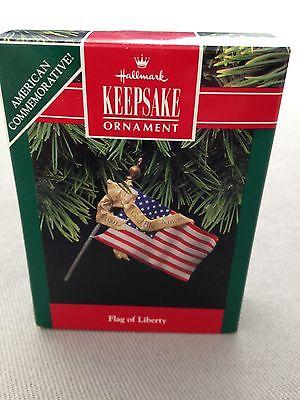 AMERICAN
COMMEMORATIVE!
Hallmark
KEEPSAKE
ORNAMENT
Flag of Liberty